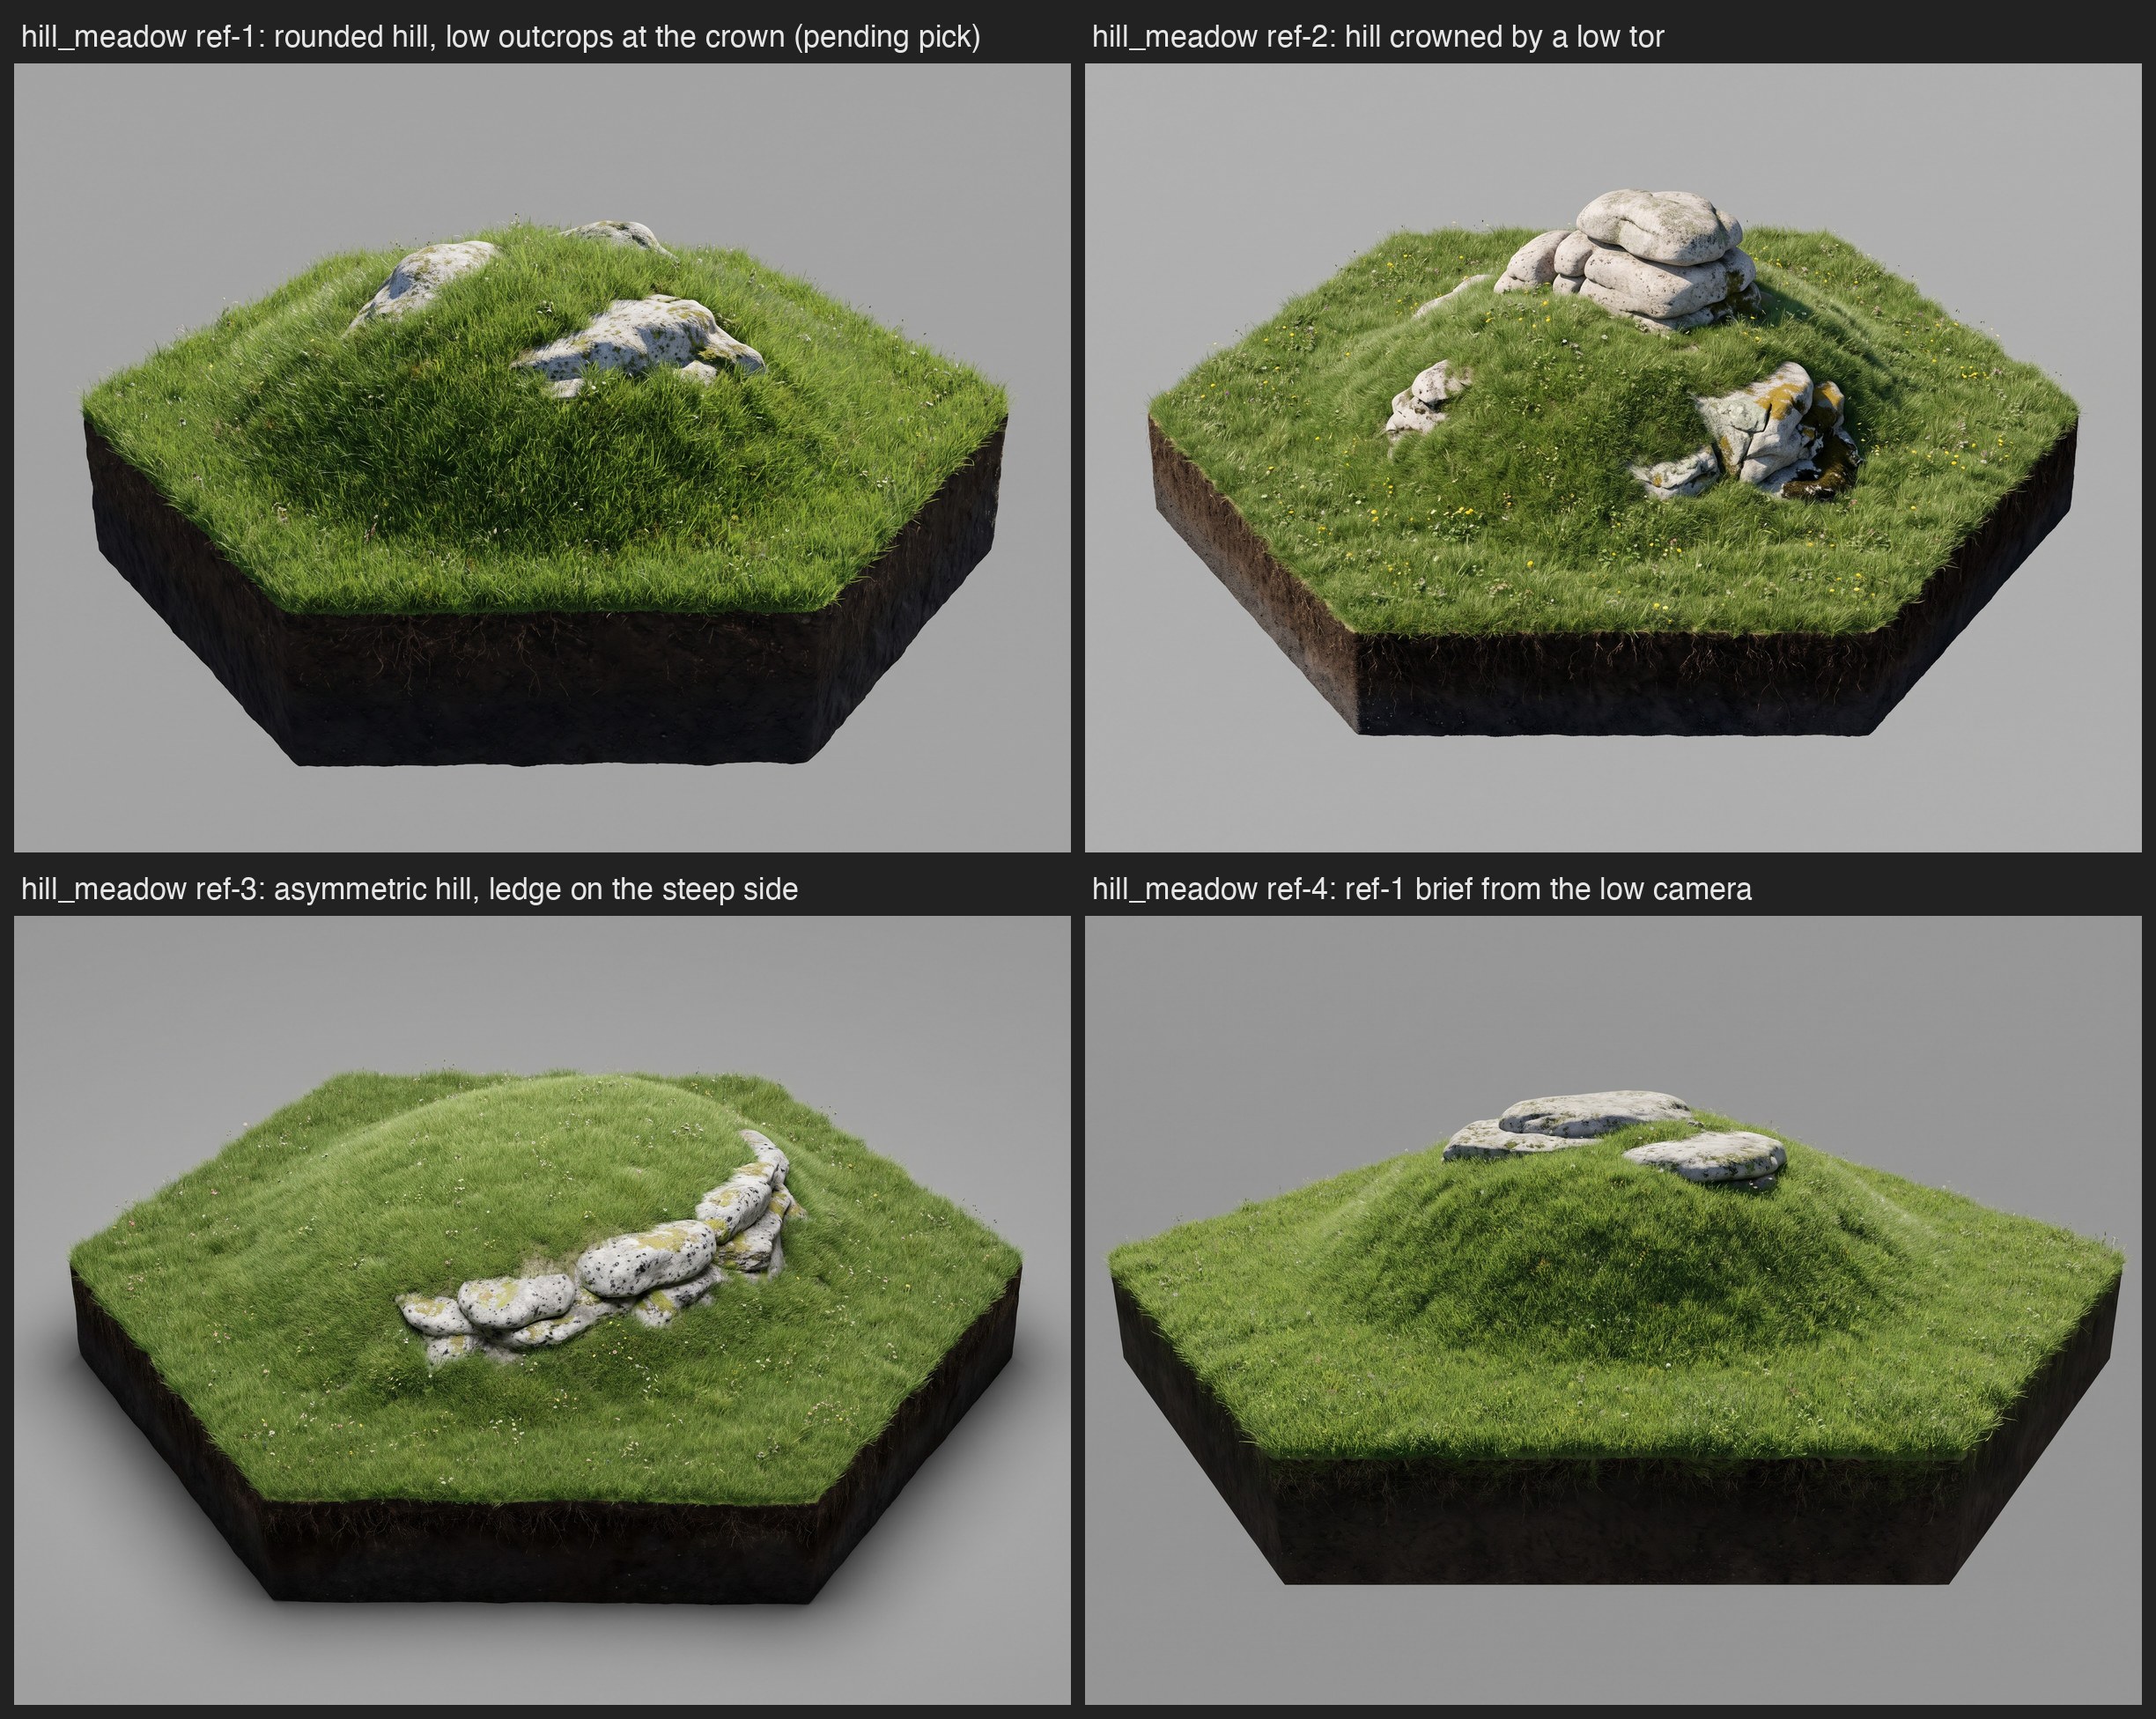 hill_meadow ref-1: rounded hill, low outcrops at the crown (pending pick)
hill_meadow ref-2: hill crowned by a low tor
hill_meadow ref-3: asymmetric hill, ledge on the steep side
hill_meadow ref-4: ref-1 brief from the low camera